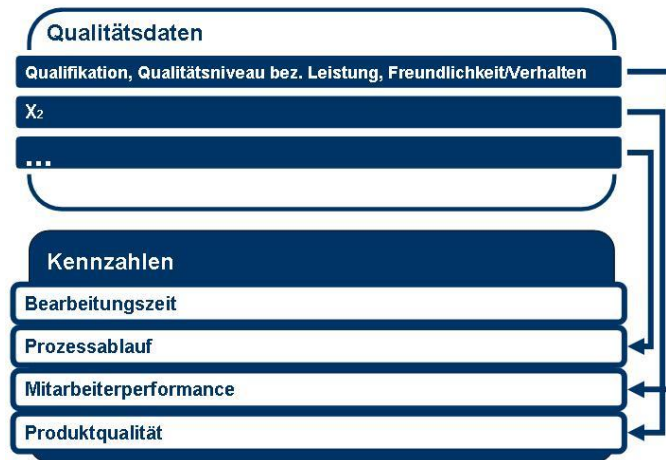 Qualitätsdaten
Qualifikation, Qualitätsniveau bez. Leistung, Freundlichkeit/Verhalten
X₂
...
Kennzahlen
Bearbeitungszeit
Prozessablauf
Mitarbeiterperformance
Produktqualität